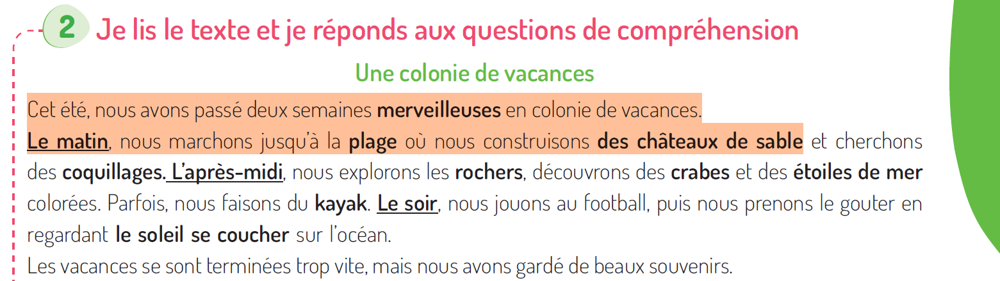 2 Je lis le texte et je réponds aux questions de compréhension
Une colonie de vacances
Cet été, nous avons passé deux semaines merveilleuses en colonie de vacances.
Le matin, nous marchons jusqu'à la plage où nous construisons des châteaux de sable et cherchons
des coquillages. L'après-midi, nous explorons les rochers, découvrons des crabes et des étoiles de mer
colorées. Parfois, nous faisons du kayak. Le soir, nous jouons au football, puis nous prenons le gouter en
regardant le soleil se coucher sur l'océan.
Les vacances se sont terminées trop vite, mais nous avons gardé de beaux souvenirs.